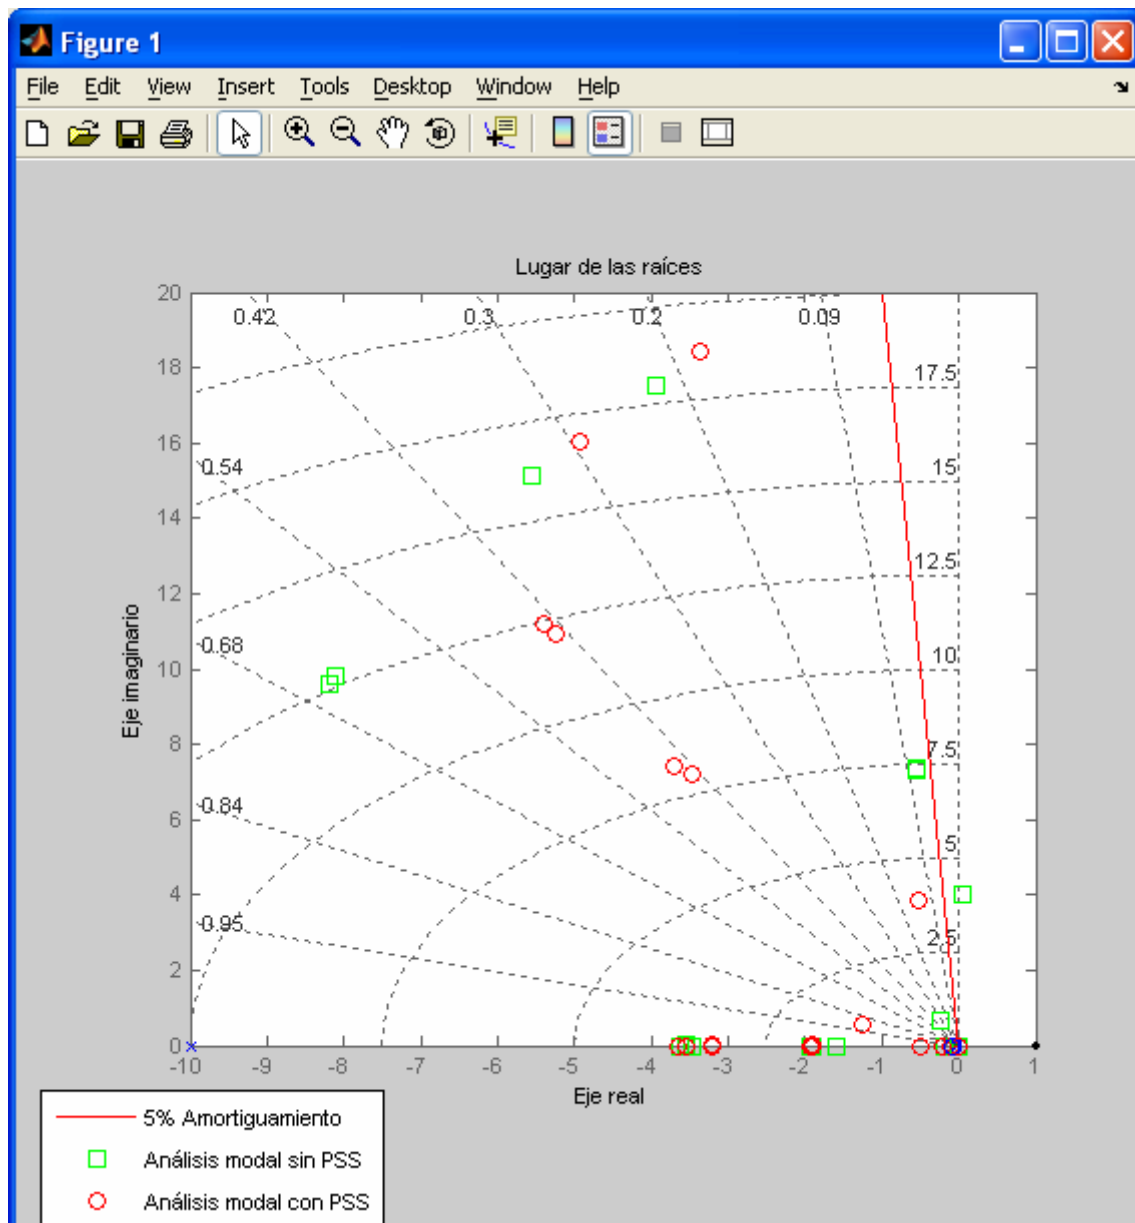 Figure 1
File Edit View Insert Tools Desktop Window Help
Lugar de las raíces
20
0.42 0.3 0.2 0.09
18
17.5
16
0.54 15
14
12.5
12
0.68 10
10
8
7.5
6
0.84
5
4
0.95
2.5
2
0
-10 -9 -8 -7 -6 -5 -4 -3 -2 -1 0 1
Eje imaginario
Eje real
5% Amortiguamiento
Análisis modal sin PSS
Análisis modal con PSS